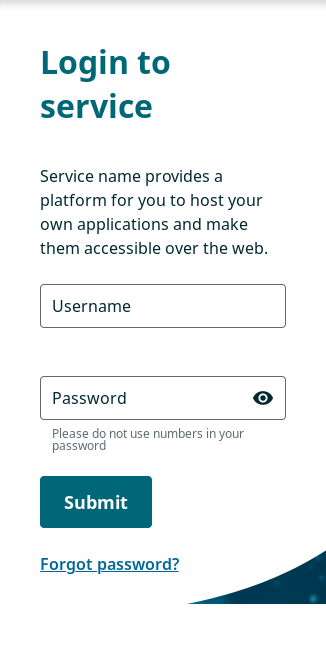 Login to
service
Service name provides a
platform for you to host your
own applications and make
them accessible over the web.
Username
Password
Please do not use numbers in your
password
Submit
Forgot password?